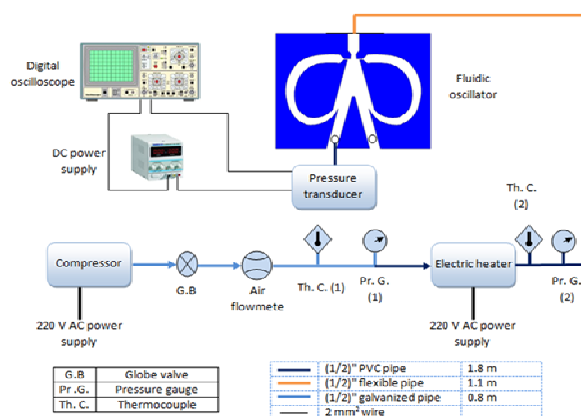 Digital
oscilloscope
Fluidic
oscillator
DC power
supply
Pressure
transducer
Th. C.
(2)
Compressor
G.B
Air
flowmete
Th. C. (1)
Pr. G.
(1)
Electric heater
Pr. G.
(2)
220 V AC power
supply
220 V AC power
supply
G.B Globe valve
Pr .G. Pressure gauge
Th. C. Thermocouple
(1/2)" PVC pipe 1.8 m
(1/2)" flexible pipe 1.1 m
(1/2)" galvanized pipe 0.8 m
2 mm² wire